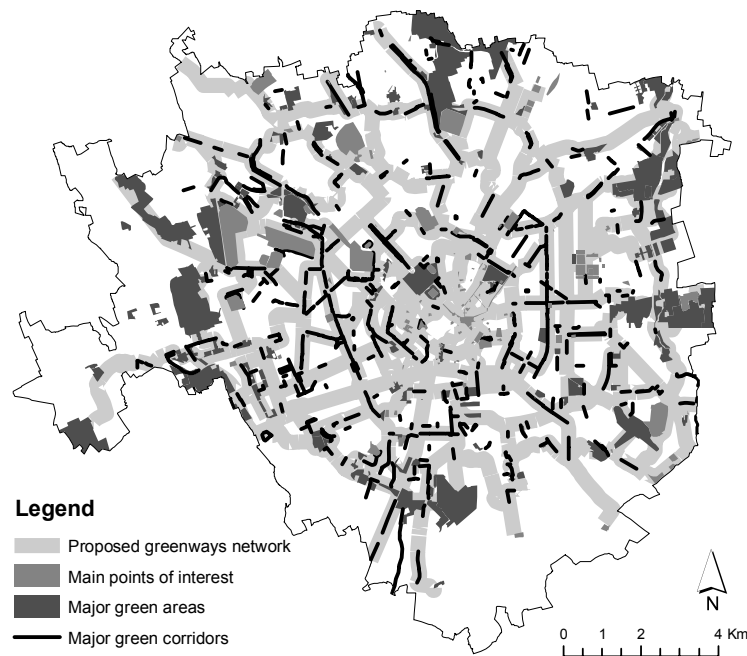 Legend
Proposed greenways network
Main points of interest
Major green areas
Major green corridors
N
0 1 2 4 Km